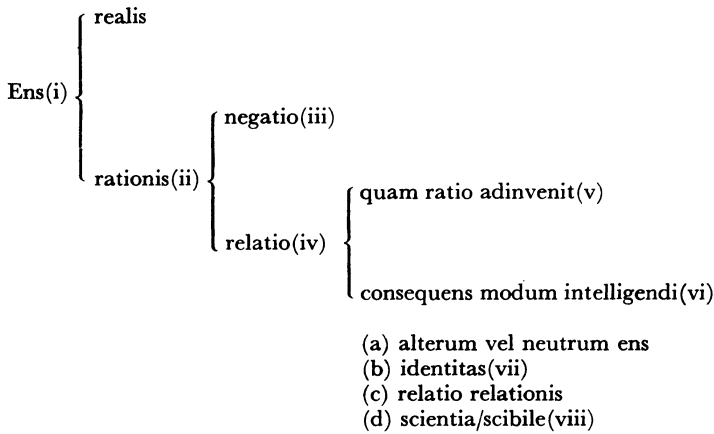 realis
Ens(i)
negatio(iii)
rationis(ii)
quam ratio adinvenit(v)
relatio(iv)
consequens modum intelligendi(vi)
(a) alterum vel neutrum ens
(b) identitas(vii)
(c) relatio relationis
(d) scientia/scibile(viii)